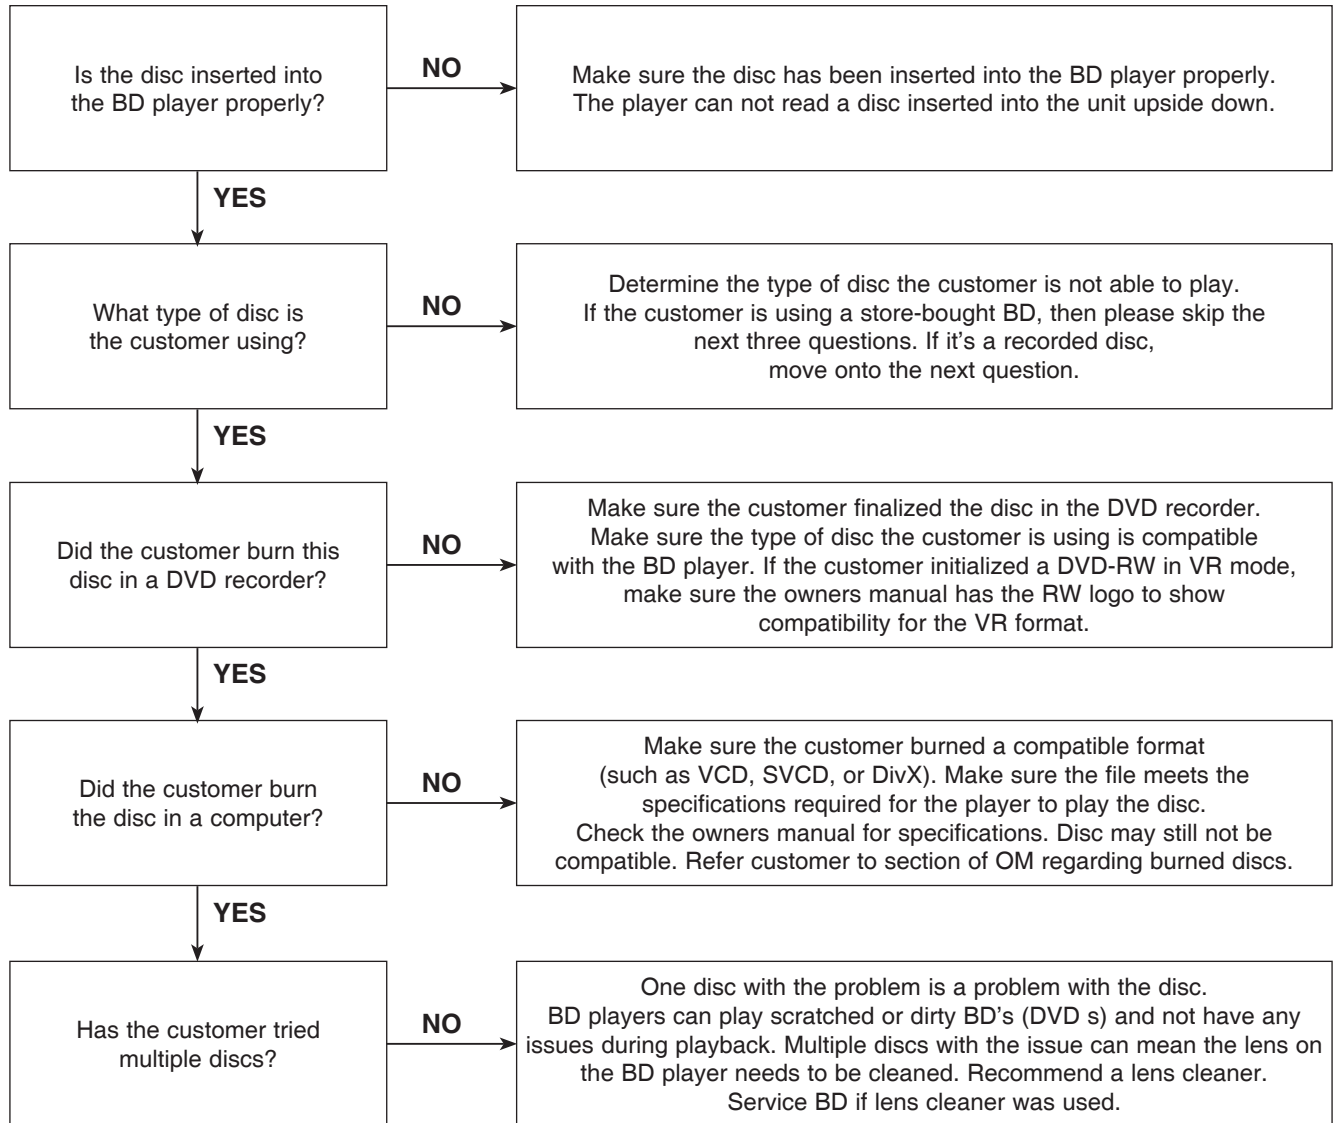 Is the disc inserted into
the BD player properly?
NO
Make sure the disc has been inserted into the BD player properly.
The player can not read a disc inserted into the unit upside down.
YES
What type of disc is
the customer using?
NO
Determine the type of disc the customer is not able to play.
If the customer is using a store-bought BD, then please skip the
next three questions. If it's a recorded disc,
move onto the next question.
YES
Did the customer burn this
disc in a DVD recorder?
NO
Make sure the customer finalized the disc in the DVD recorder.
Make sure the type of disc the customer is using is compatible
with the BD player. If the customer initialized a DVD-RW in VR mode,
make sure the owners manual has the RW logo to show
compatibility for the VR format.
YES
Did the customer burn
the disc in a computer?
NO
Make sure the customer burned a compatible format
(such as VCD, SVCD, or DivX). Make sure the file meets the
specifications required for the player to play the disc.
Check the owners manual for specifications. Disc may still not be
compatible. Refer customer to section of OM regarding burned discs.
YES
Has the customer tried
multiple discs?
NO
One disc with the problem is a problem with the disc.
BD players can play scratched or dirty BD's (DVD s) and not have any
issues during playback. Multiple discs with the issue can mean the lens on
the BD player needs to be cleaned. Recommend a lens cleaner.
Service BD if lens cleaner was used.